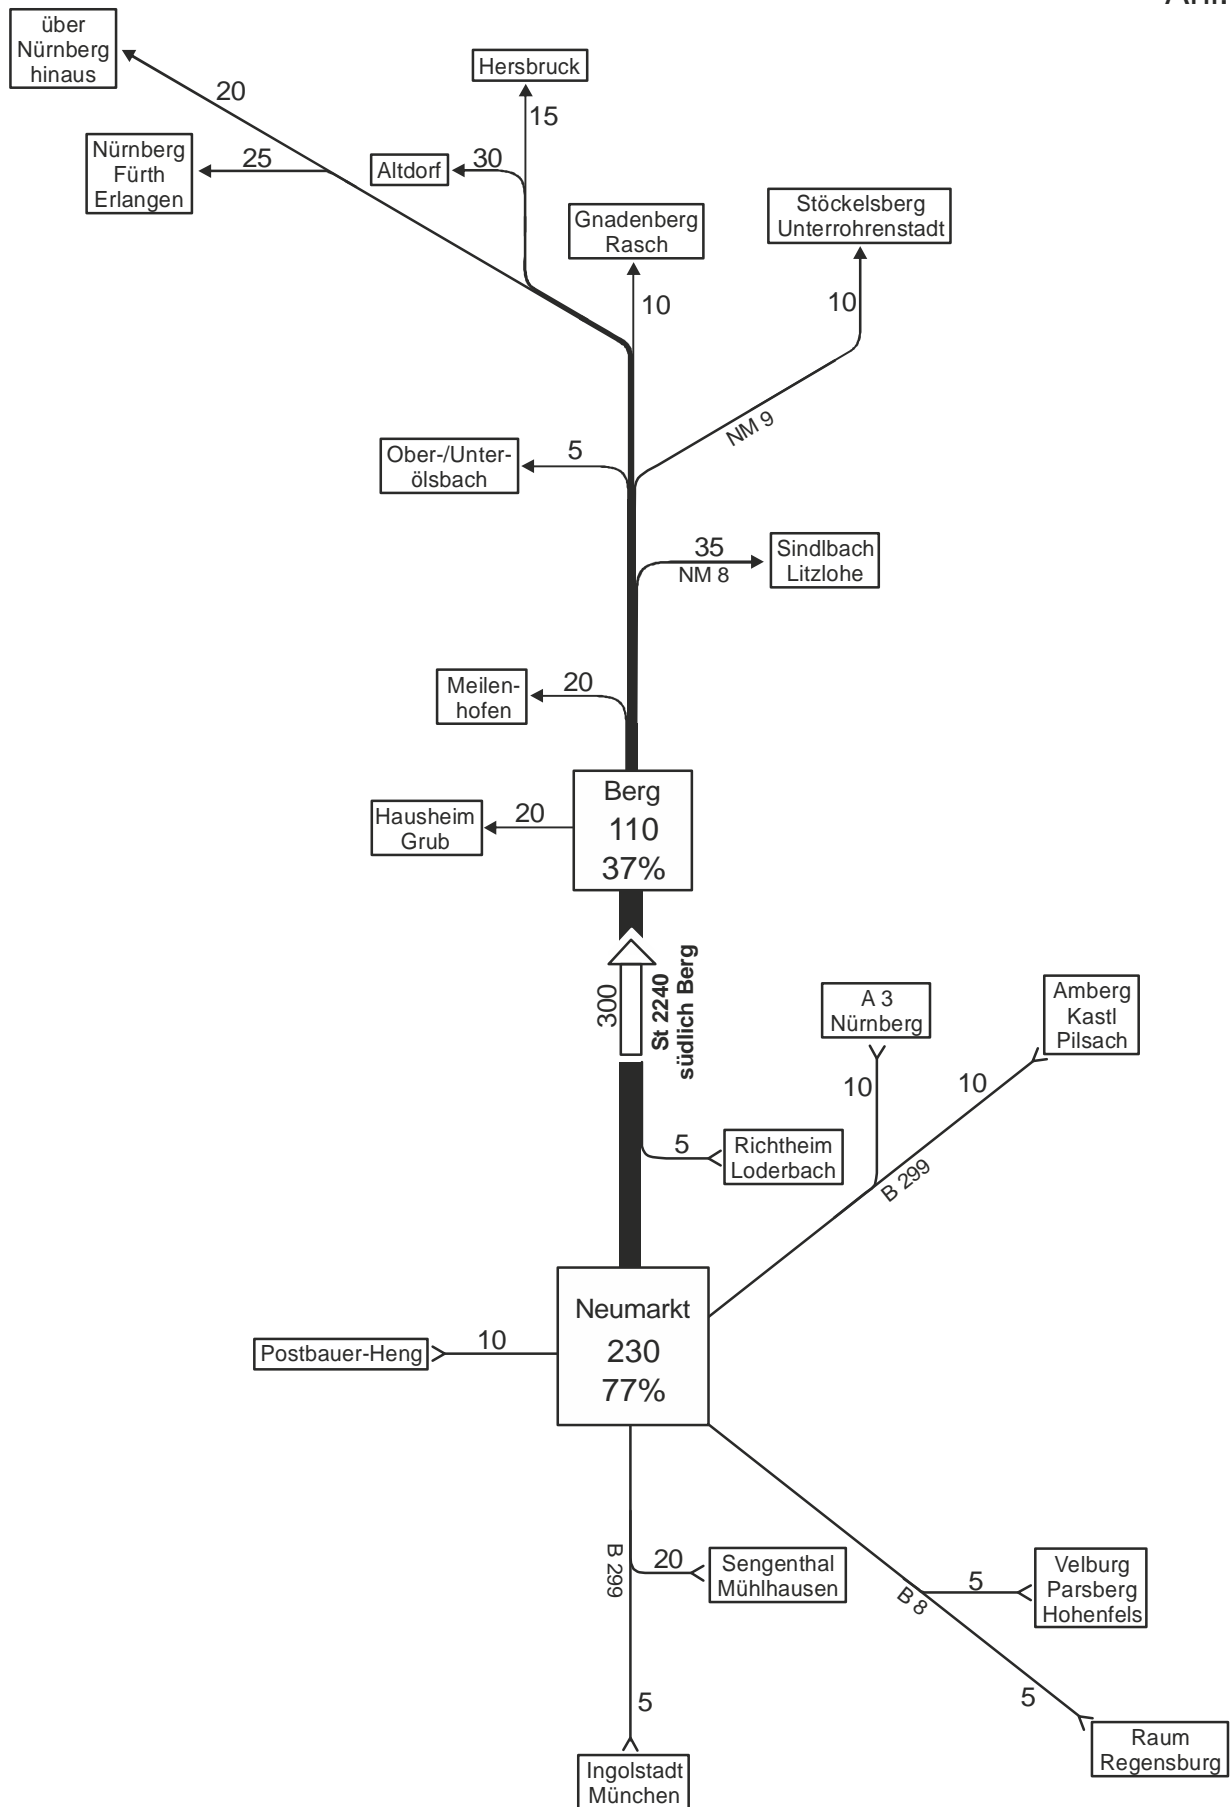 über
Nürnberg
hinaus
20
Hersbruck
15
Nürnberg
Fürth
Erlangen
25
Altdorf
30
Gnadenberg
Rasch
10
Stöckelsberg
Unterrohrenstadt
10
NM 9
Ober-/Unter-
ölsbach
5
35
NM 8
Sindlbach
Litzlohe
Meilen-
hofen
20
Berg
110
37%
Hausheim
Grub
20
300
St 2240
südlich Berg
A 3
Nürnberg
10
Amberg
Kastl
Pilsach
10
B 299
5
Richtheim
Loderbach
Neumarkt
230
77%
Postbauer-Heng
10
B 299
20
Sengenthal
Mühlhausen
5
Velburg
Parsberg
Hohenfels
B 8
5
Raum
Regensburg
5
Ingolstadt
München